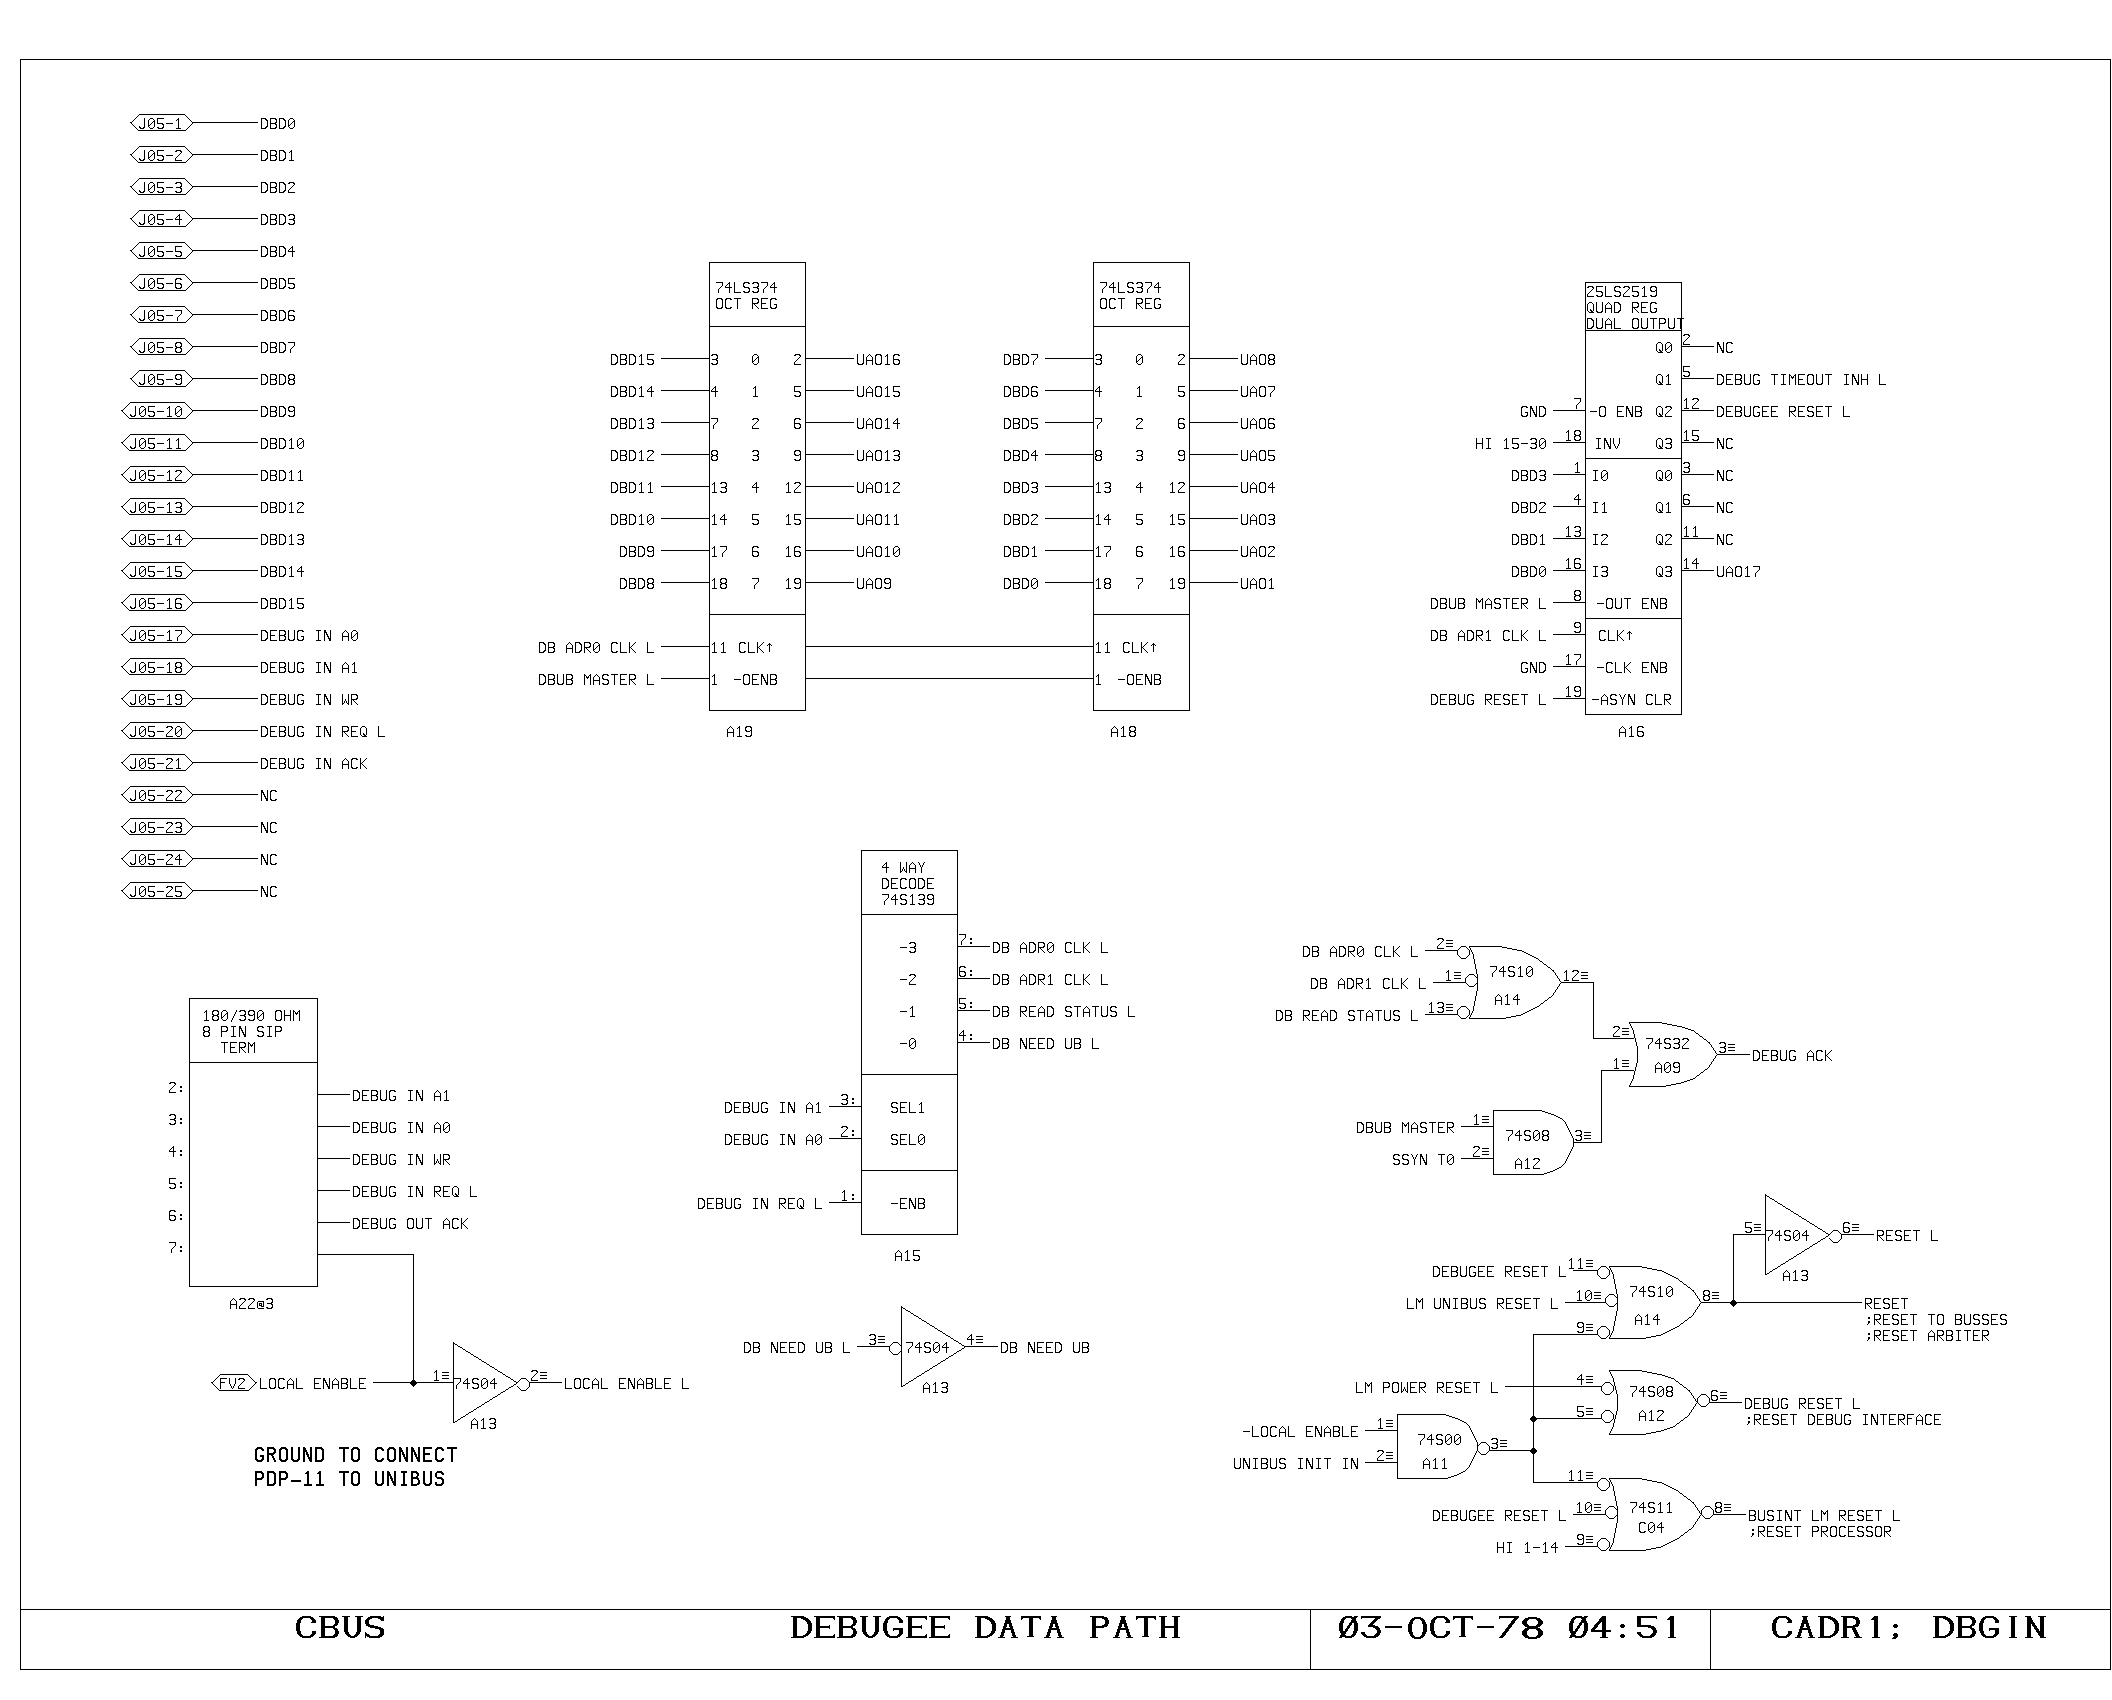 J05-1 DBD0
J05-2 DBD1
J05-3 DBD2
J05-4 DBD3
J05-5 DBD4
J05-6 DBD5
J05-7 DBD6
J05-8 DBD7
J05-9 DBD8
J05-10 DBD9
J05-11 DBD10
J05-12 DBD11
J05-13 DBD12
J05-14 DBD13
J05-15 DBD14
J05-16 DBD15
J05-17 DEBUG IN A0
J05-18 DEBUG IN A1
J05-19 DEBUG IN WR
J05-20 DEBUG IN REQ L
J05-21 DEBUG IN ACK
J05-22 NC
J05-23 NC
J05-24 NC
J05-25 NC
74LS374
OCT REG
DBD15 3 0 2 UAO16
DBD14 4 1 5 UAO15
DBD13 7 2 6 UAO14
DBD12 8 3 9 UAO13
DBD11 13 4 12 UAO12
DBD10 14 5 15 UAO11
DBD9 17 6 16 UAO10
DBD8 18 7 19 UAO9
DB ADR0 CLK L 11 CLK↑
DBUB MASTER L 1 -OENB
A19
74LS374
OCT REG
DBD7 3 0 2 UAO8
DBD6 4 1 5 UAO7
DBD5 7 2 6 UAO6
DBD4 8 3 9 UAO5
DBD3 13 4 12 UAO4
DBD2 14 5 15 UAO3
DBD1 17 6 16 UAO2
DBD0 18 7 19 UAO1
11 CLK↑
1 -OENB
A18
25LS2519
QUAD REG
DUAL OUTPUT
Q0 2 NC
Q1 5 DEBUG TIMEOUT INH L
GND 7 -O ENB Q2 12 DEBUGEE RESET L
HI 15-30 18 INV Q3 15 NC
DBD3 1 I0 Q0 3 NC
DBD2 4 I1 Q1 6 NC
DBD1 13 I2 Q2 11 NC
DBD0 16 I3 Q3 14 UAO17
DBUB MASTER L 8 -OUT ENB
DB ADR1 CLK L 9 CLK↑
GND 17 -CLK ENB
DEBUG RESET L 19 -ASYN CLR
A16
4 WAY
DECODE
74S139
-3 7: DB ADR0 CLK L
-2 6: DB ADR1 CLK L
-1 5: DB READ STATUS L
-0 4: DB NEED UB L
DEBUG IN A1 3: SEL1
DEBUG IN A0 2: SEL0
DEBUG IN REQ L 1: -ENB
A15
DB NEED UB L 3≡ 74S04 4≡ DB NEED UB
A13
180/390 OHM
8 PIN SIP
TERM
2: DEBUG IN A1
3: DEBUG IN A0
4: DEBUG IN WR
5: DEBUG IN REQ L
6: DEBUG OUT ACK
7:
A22@3
FV2 LOCAL ENABLE 1≡ 74S04 2≡ LOCAL ENABLE L
A13
GROUND TO CONNECT
PDP-11 TO UNIBUS
DB ADR0 CLK L 2≡
DB ADR1 CLK L 1≡ 74S10 12≡
A14
DB READ STATUS L 13≡
2≡ 74S32 3≡ DEBUG ACK
1≡ A09
DBUB MASTER 1≡ 74S08 3≡
SSYN T0 2≡ A12
5≡ 74S04 6≡ RESET L
A13
DEBUGEE RESET L 11≡ 74S10
LM UNIBUS RESET L 10≡ 8≡ RESET
9≡ A14 ;RESET TO BUSSES
;RESET ARBITER
LM POWER RESET L 4≡ 74S08 6≡ DEBUG RESET L
5≡ A12 ;RESET DEBUG INTERFACE
-LOCAL ENABLE 1≡ 74S00 3≡
UNIBUS INIT IN 2≡ A11
11≡ 74S11
DEBUGEE RESET L 10≡ C04 8≡ BUSINT LM RESET L
HI 1-14 9≡ ;RESET PROCESSOR
CBUS DEBUGEE DATA PATH 03-OCT-78 04:51 CADR1; DBGIN